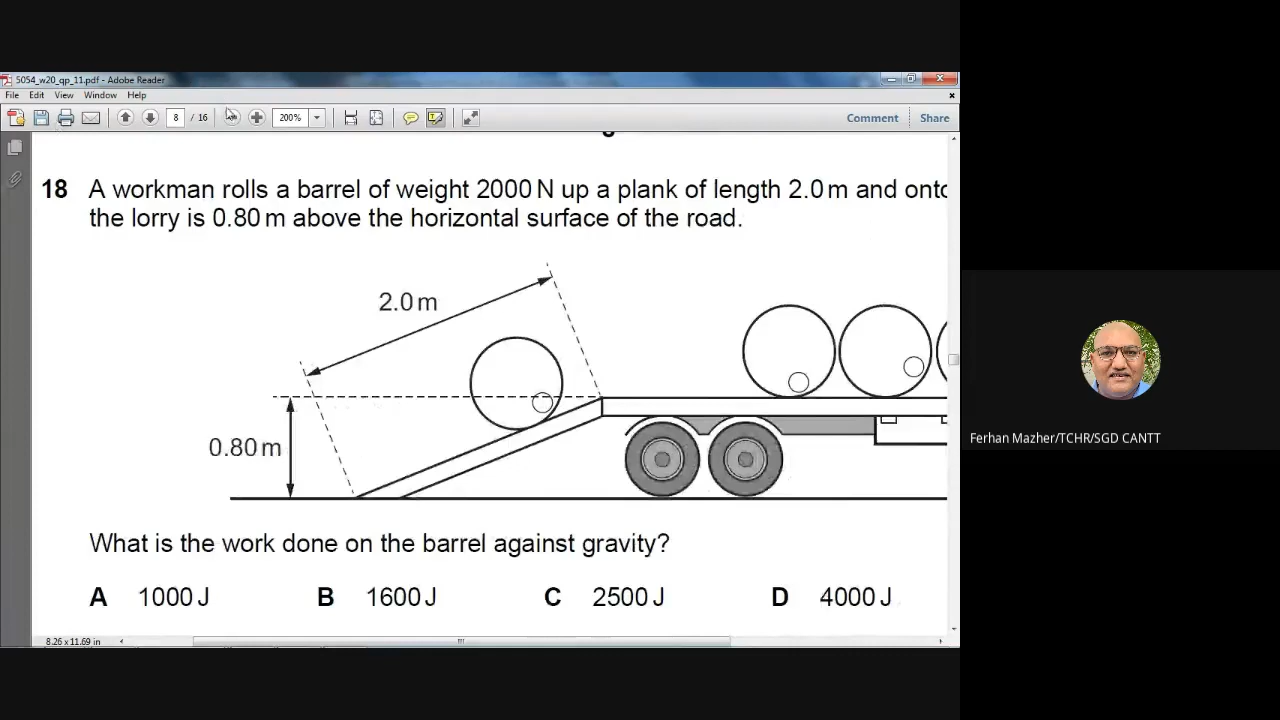 5054_w20_qp_11.pdf - Adobe Reader
File Edit View Window Help
8 / 16 200% Comment Share
18 A workman rolls a barrel of weight 2000 N up a plank of length 2.0 m and onto
the lorry is 0.80 m above the horizontal surface of the road.
2.0 m
0.80 m
What is the work done on the barrel against gravity?
A 1000 J B 1600 J C 2500 J D 4000 J
8.26 x 11.69 in
Ferhan Mazher/TCHR/SGD CANTT